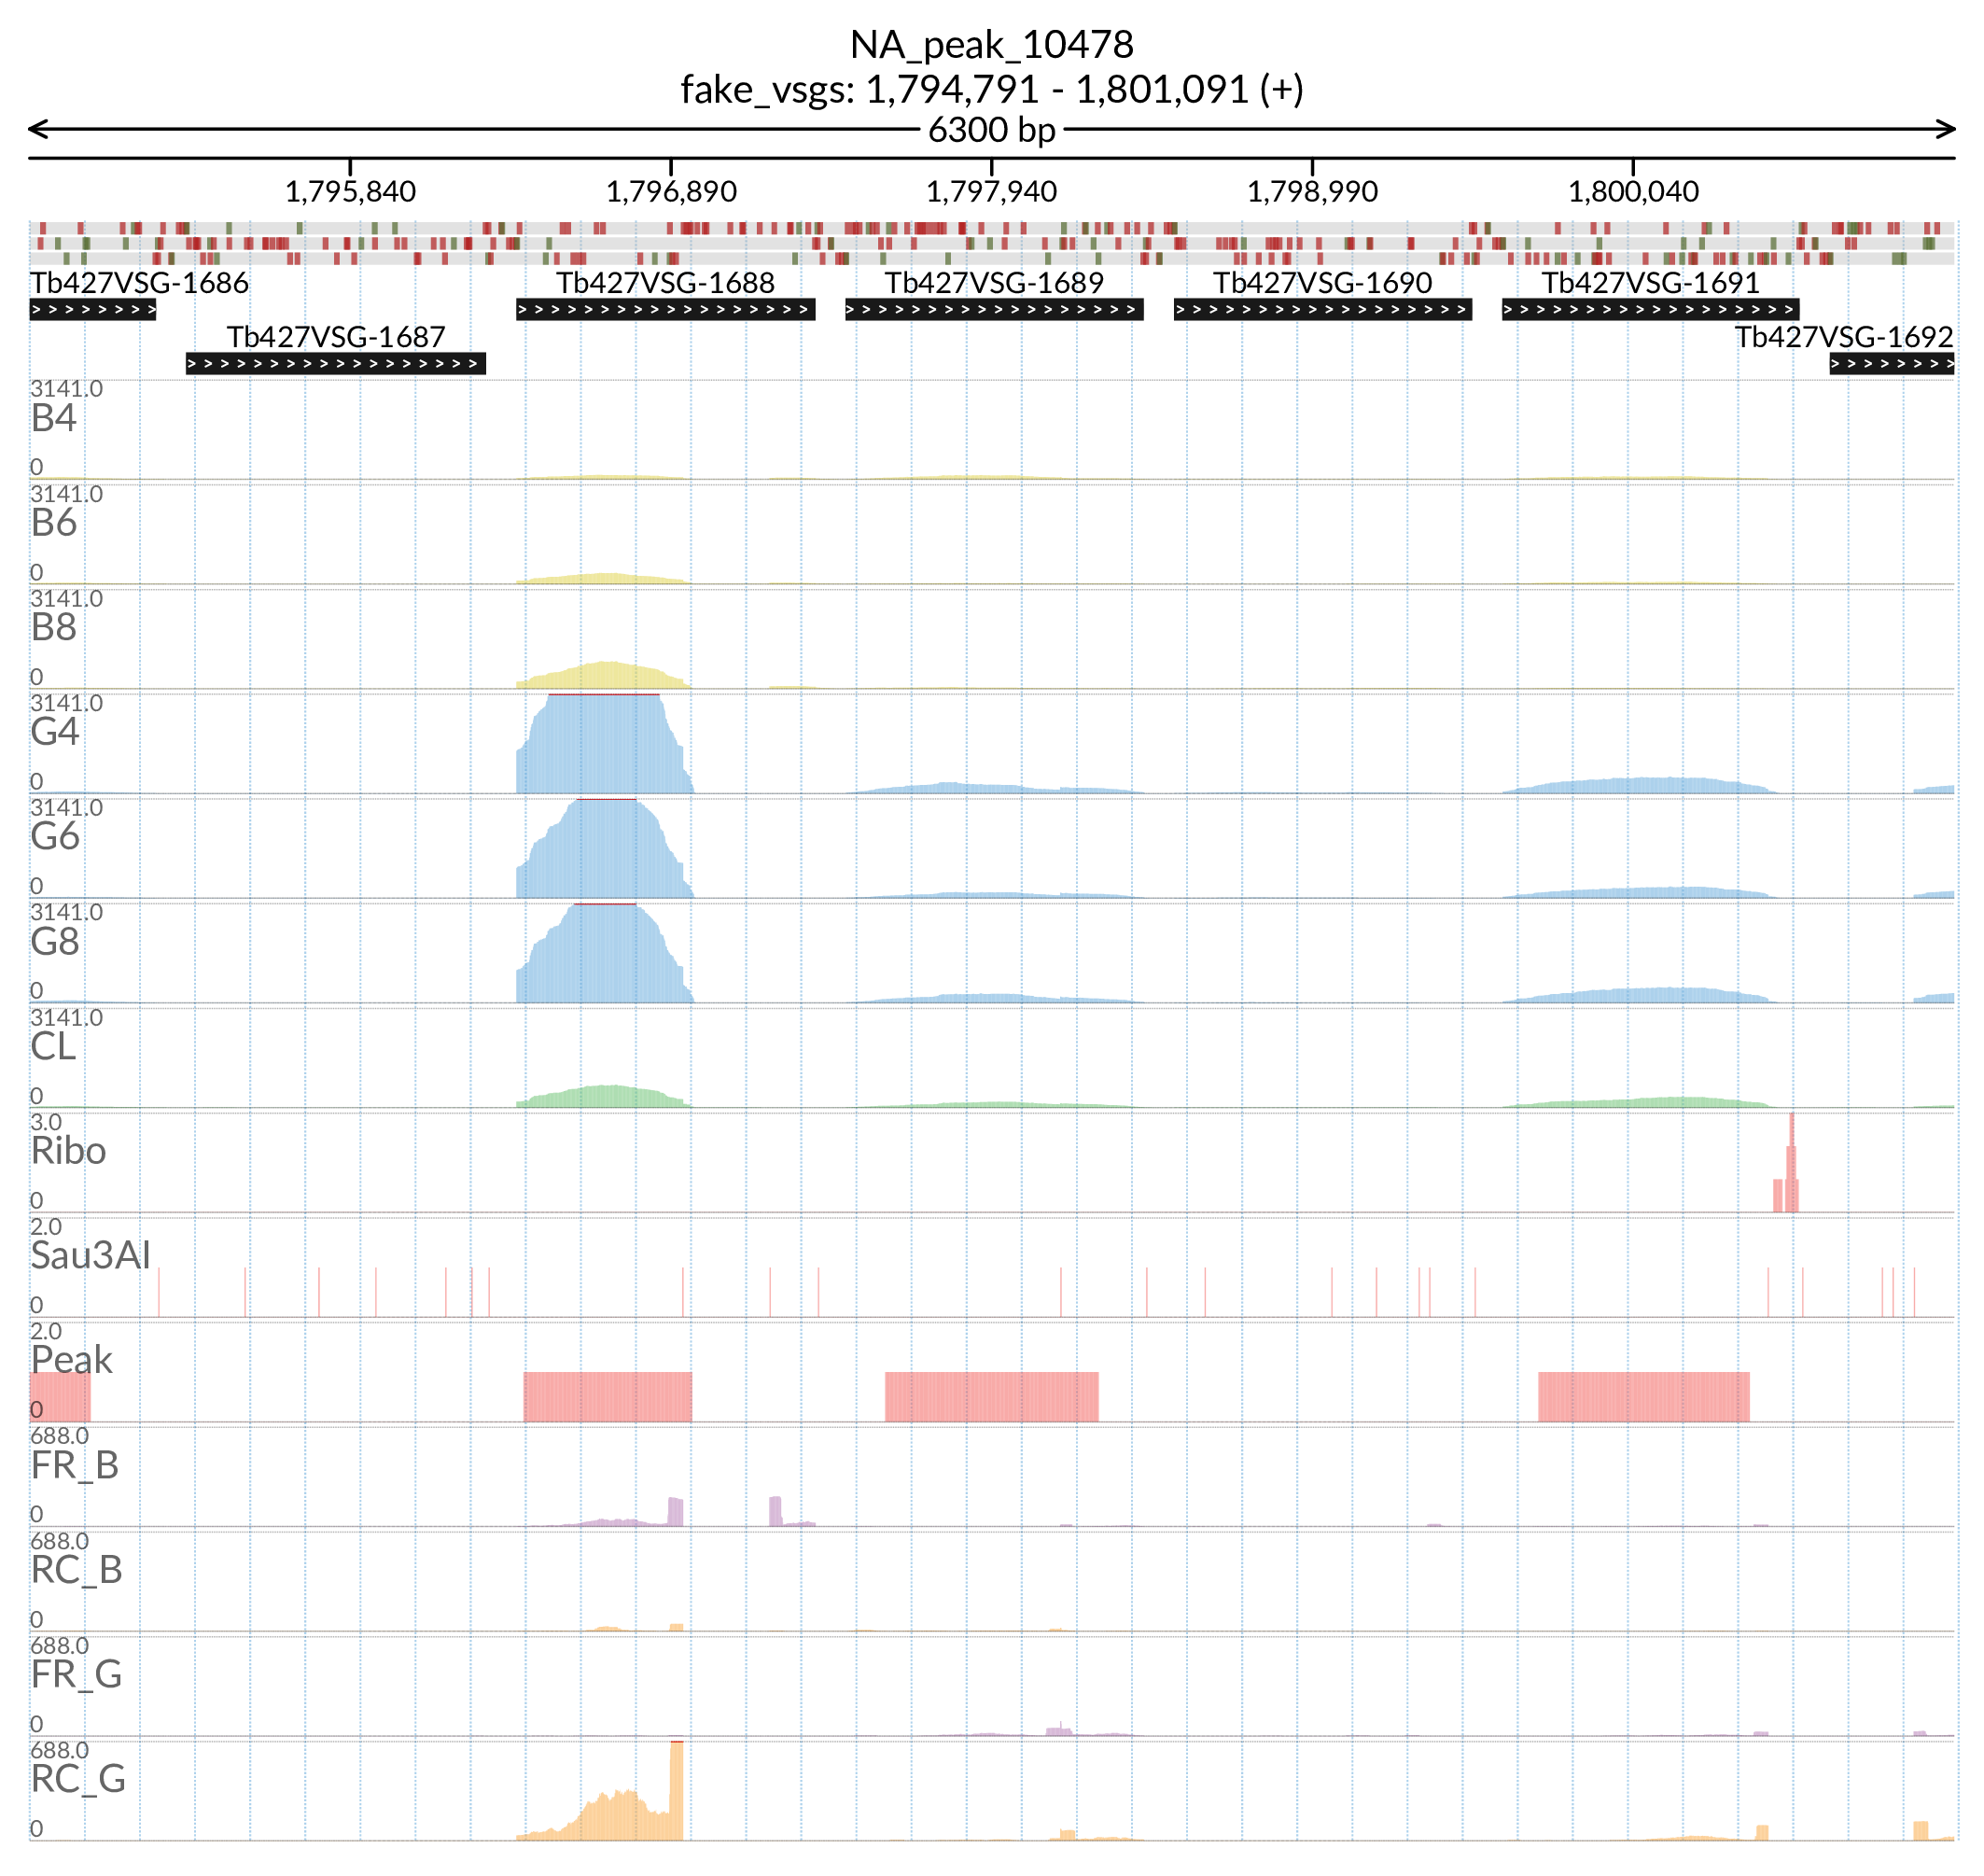 NA_peak_10478
fake_vsgs: 1,794,791 - 1,801,091 (+)
6300 bp
1,795,840 1,796,890 1,797,940 1,798,990 1,800,040
Tb427VSG-1686 Tb427VSG-1688 Tb427VSG-1689 Tb427VSG-1690 Tb427VSG-1691
Tb427VSG-1687 Tb427VSG-1692
3141.0
B4
0
3141.0
B6
0
3141.0
B8
0
3141.0
G4
0
3141.0
G6
0
3141.0
G8
0
3141.0
CL
0
3.0
Ribo
0
2.0
Sau3AI
0
2.0
Peak
0
688.0
FR_B
0
688.0
RC_B
0
688.0
FR_G
0
688.0
RC_G
0